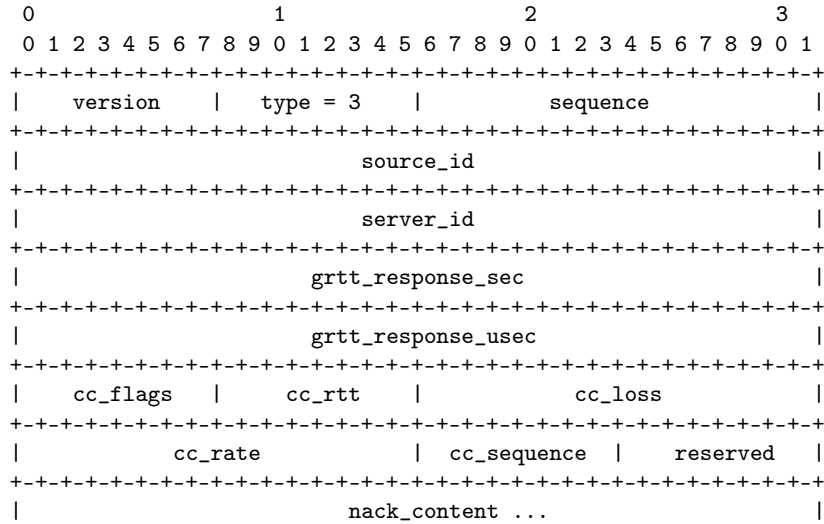 0                   1                   2                   3
 0 1 2 3 4 5 6 7 8 9 0 1 2 3 4 5 6 7 8 9 0 1 2 3 4 5 6 7 8 9 0 1
+-+-+-+-+-+-+-+-+-+-+-+-+-+-+-+-+-+-+-+-+-+-+-+-+-+-+-+-+-+-+-+-+
|    version    |   type = 3    |          sequence             |
+-+-+-+-+-+-+-+-+-+-+-+-+-+-+-+-+-+-+-+-+-+-+-+-+-+-+-+-+-+-+-+-+
|                           source_id                           |
+-+-+-+-+-+-+-+-+-+-+-+-+-+-+-+-+-+-+-+-+-+-+-+-+-+-+-+-+-+-+-+-+
|                           server_id                           |
+-+-+-+-+-+-+-+-+-+-+-+-+-+-+-+-+-+-+-+-+-+-+-+-+-+-+-+-+-+-+-+-+
|                       grtt_response_sec                       |
+-+-+-+-+-+-+-+-+-+-+-+-+-+-+-+-+-+-+-+-+-+-+-+-+-+-+-+-+-+-+-+-+
|                       grtt_response_usec                      |
+-+-+-+-+-+-+-+-+-+-+-+-+-+-+-+-+-+-+-+-+-+-+-+-+-+-+-+-+-+-+-+-+
|    cc_flags   |     cc_rtt    |            cc_loss            |
+-+-+-+-+-+-+-+-+-+-+-+-+-+-+-+-+-+-+-+-+-+-+-+-+-+-+-+-+-+-+-+-+
|            cc_rate            |  cc_sequence  |    reserved   |
+-+-+-+-+-+-+-+-+-+-+-+-+-+-+-+-+-+-+-+-+-+-+-+-+-+-+-+-+-+-+-+-+
|                          nack_content ...                     |